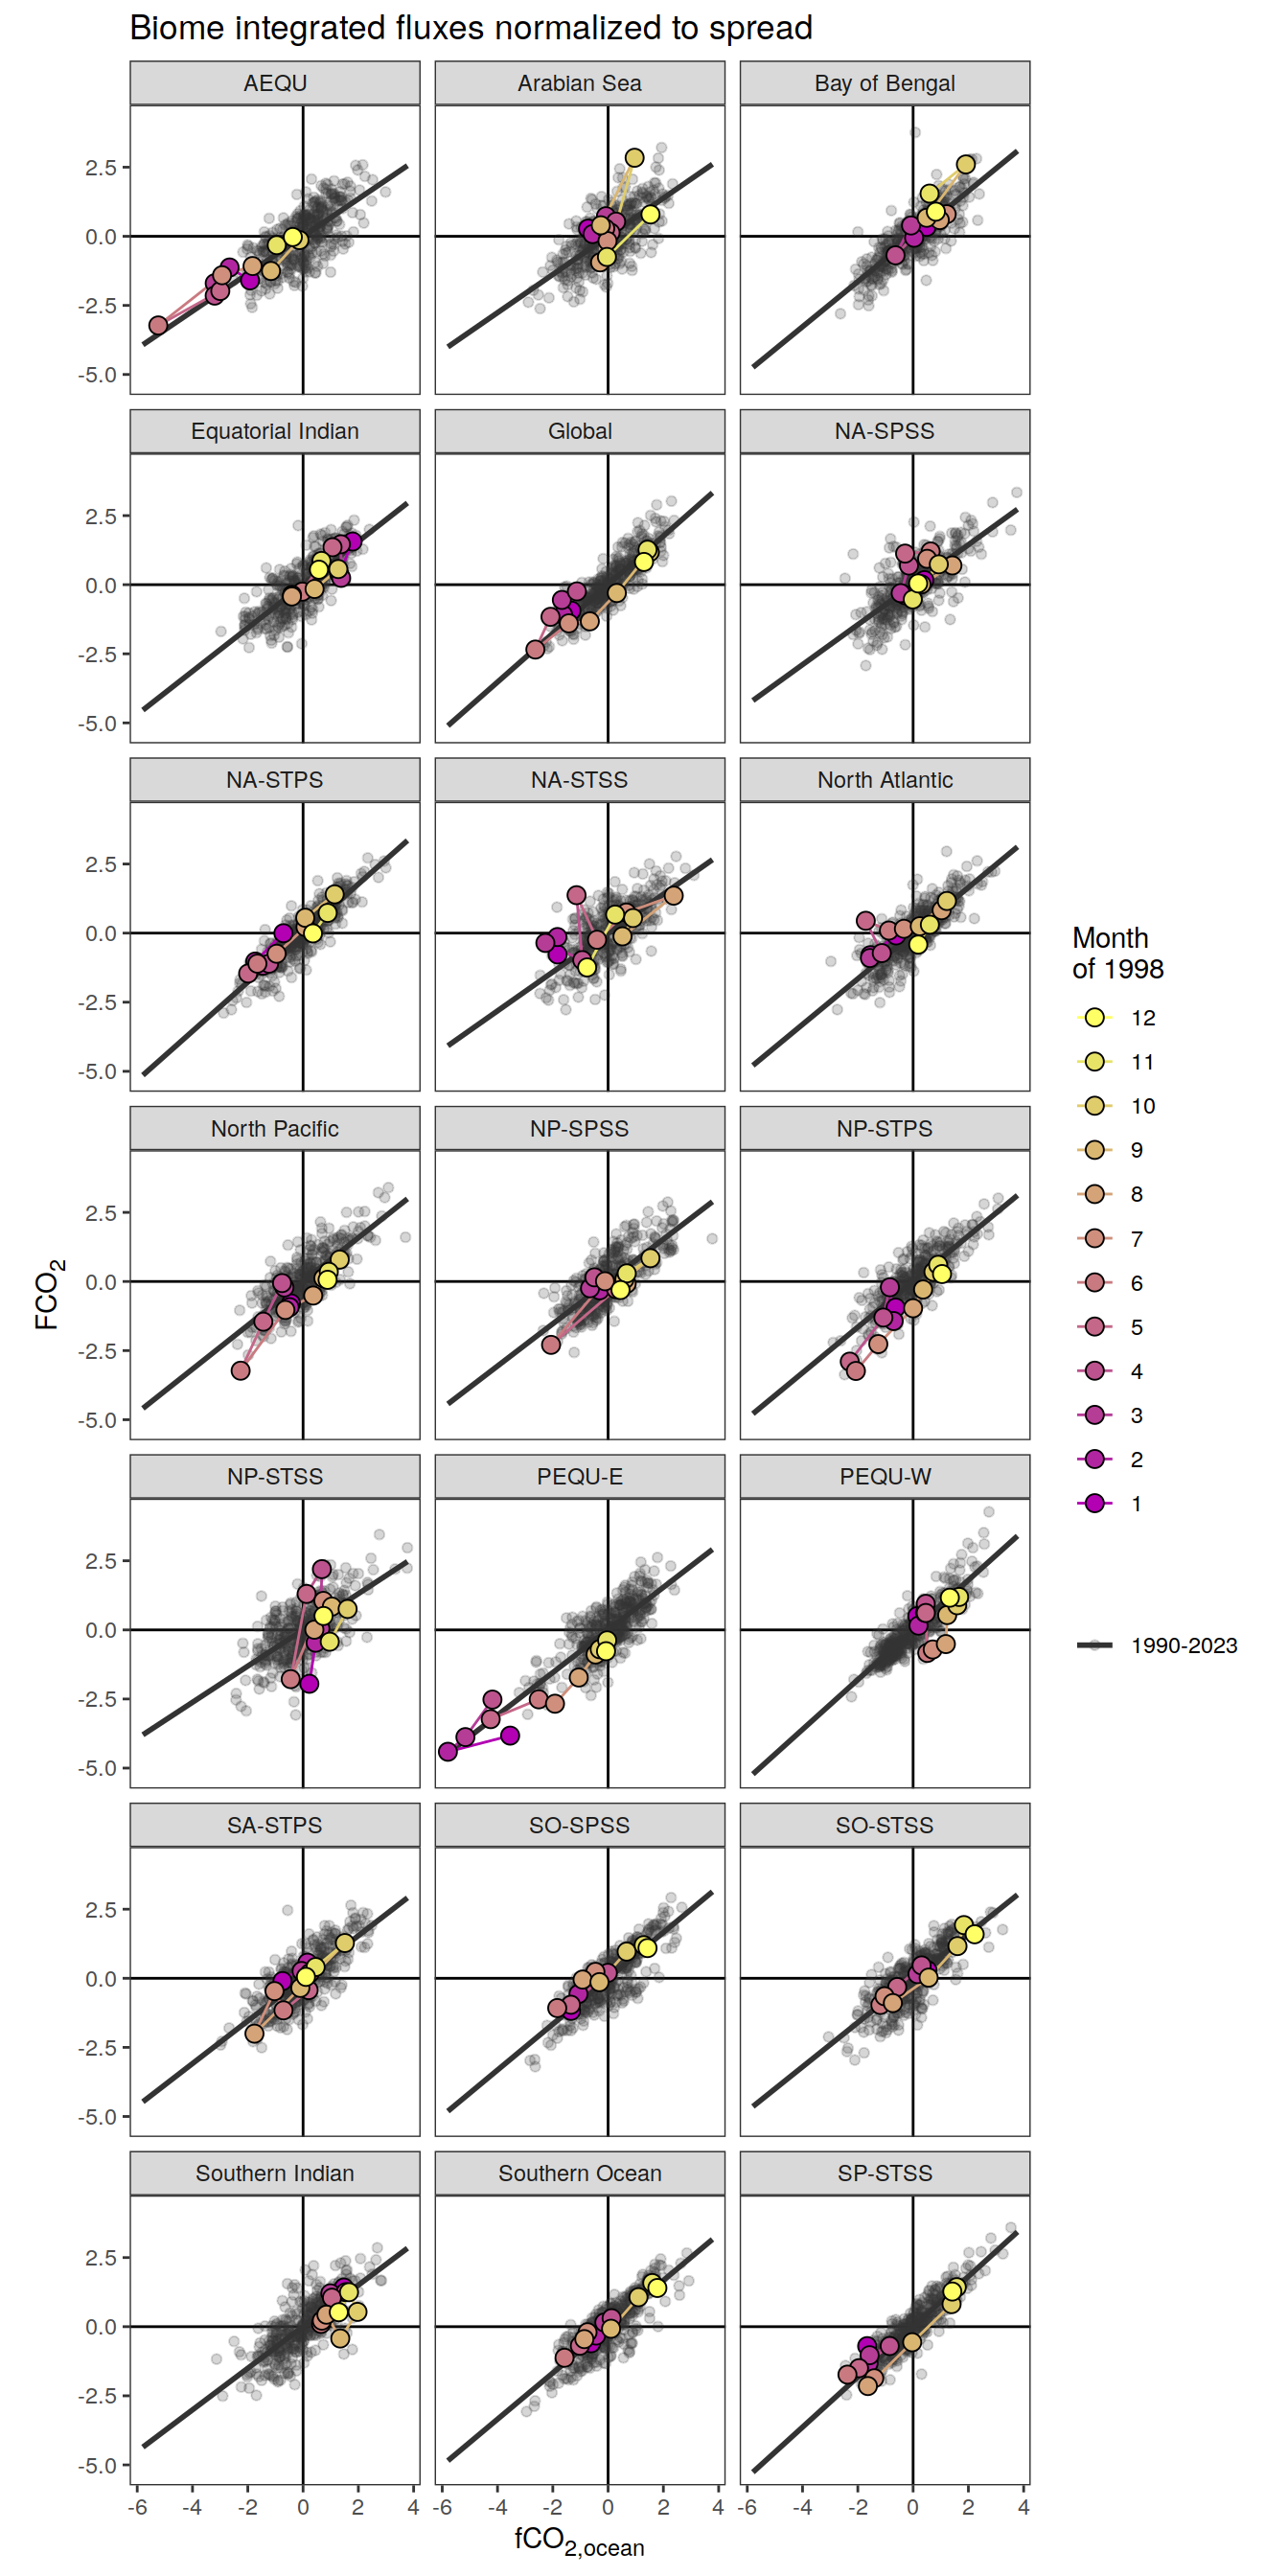 Biome integrated fluxes normalized to spread
AEQU
Arabian Sea
Bay of Bengal
2.5
0.0
-2.5
-5.0
Equatorial Indian
Global
NA-SPSS
2.5
0.0
-2.5
-5.0
NA-STPS
NA-STSS
North Atlantic
2.5
0.0
-2.5
-5.0
North Pacific
NP-SPSS
NP-STPS
2.5
0.0
-2.5
-5.0
NP-STSS
PEQU-E
PEQU-W
2.5
0.0
-2.5
-5.0
SA-STPS
SO-SPSS
SO-STSS
2.5
0.0
-2.5
-5.0
Southern Indian
Southern Ocean
SP-STSS
2.5
0.0
-2.5
-5.0
-6 -4 -2 0 2 4
-6 -4 -2 0 2 4
-6 -4 -2 0 2 4
fCO2,ocean
FCO2
Month
of 1998
12
11
10
9
8
7
6
5
4
3
2
1
1990-2023